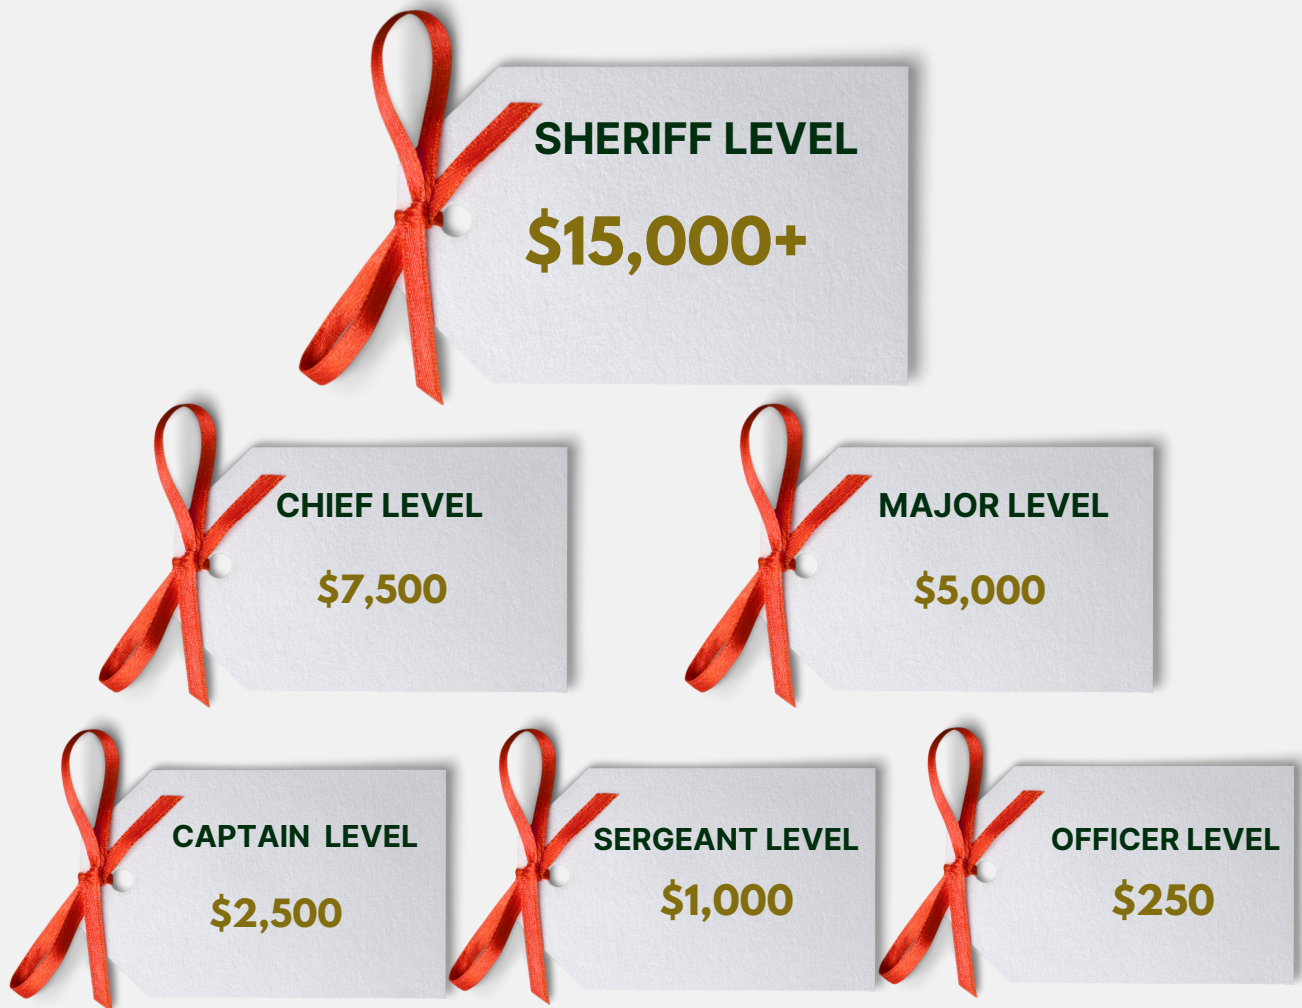 SHERIFF LEVEL
$15,000+
CHIEF LEVEL
$7,500
MAJOR LEVEL
$5,000
CAPTAIN LEVEL
$2,500
SERGEANT LEVEL
$1,000
OFFICER LEVEL
$250